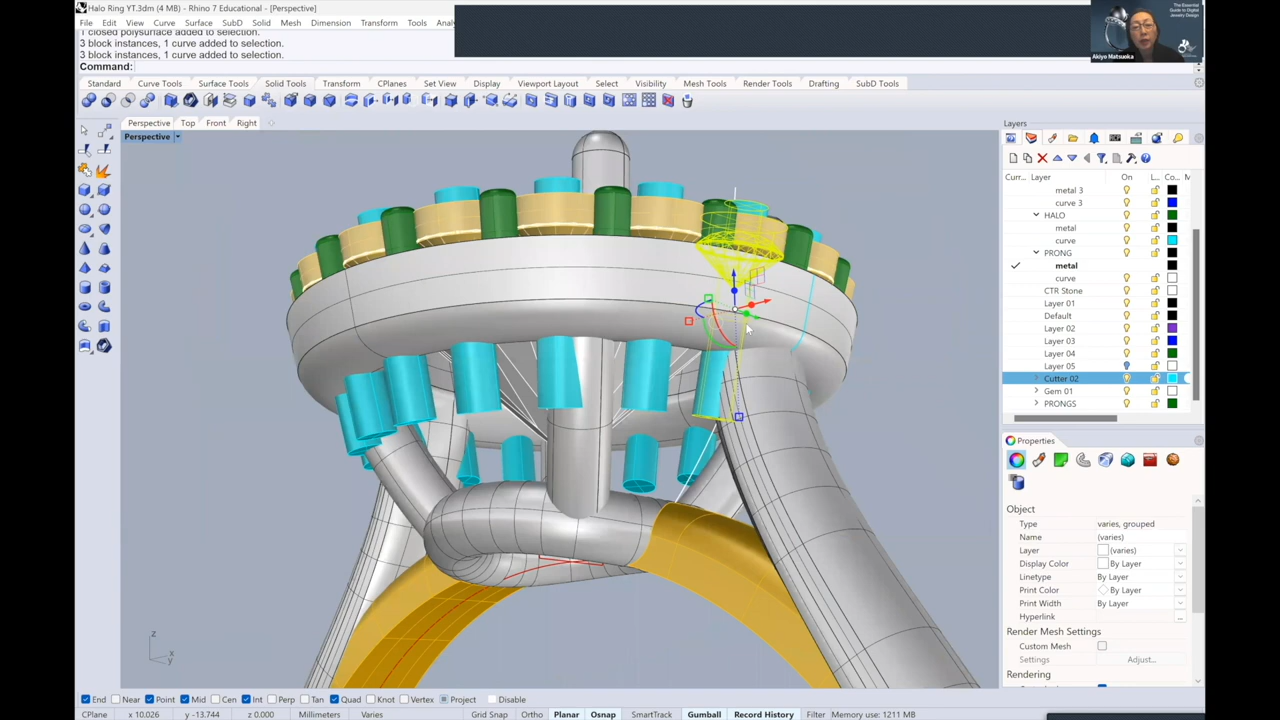 Halo Ring YT.3dm (4 MB) - Rhino 7 Educational - [Perspective]
File Edit View Curve Surface SubD Solid Mesh Dimension Transform Tools
1 closed polysurface added to selection.
3 block instances, 1 curve added to selection.
3 block instances, 1 curve added to selection.
Command:
The Essential
Guide to Digital
Jewelry Design
Akiyo Matsuoka
Standard Curve Tools Surface Tools Solid Tools Transform CPlanes Set View Display Viewport Layout Select Visibility Mesh Tools Render Tools Drafting SubD Tools
Perspective Top Front Right
Perspective
Layers
Curr... Layer On L... Co... M
metal 3
curve 3
HALO
metal
curve
PRONG
metal
curve
CTR Stone
Layer 01
Default
Layer 02
Layer 03
Layer 04
Layer 05
Cutter 02
Gem 01
PRONGS
Properties
Object
Type varies, grouped
Name (varies)
Layer (varies)
Display Color By Layer
Linetype By Layer
Print Color By Layer
Print Width By Layer
Hyperlink ...
Render Mesh Settings
Custom Mesh
Settings Adjust...
Rendering
z
x
y
End Near Point Mid Cen Int Perp Tan Quad Knot Vertex Project Disable
CPlane x 10.026 y -13.744 z 0.000 Millimeters Varies Grid Snap Ortho Planar Osnap SmartTrack Gumball Record History Filter Memory use: 1211 MB